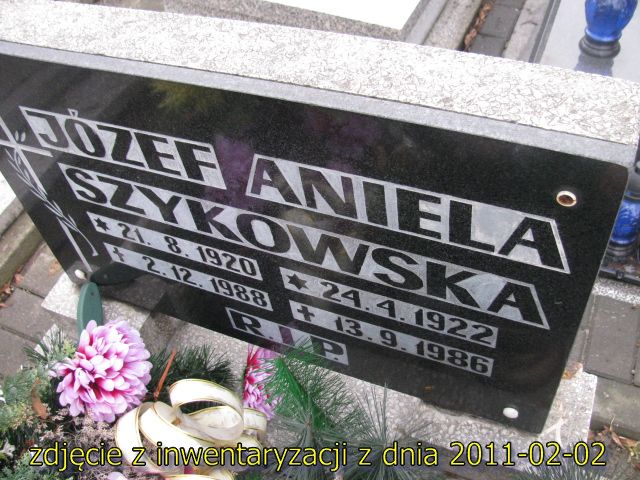 JÓZEF ANIELA
SZYKOWSKA
* 21.8.1920 * 24.4.1922
† 2.12.1988 † 13.9.1986
R I P
zdjęcie z inwentaryzacji z dnia 2011-02-02